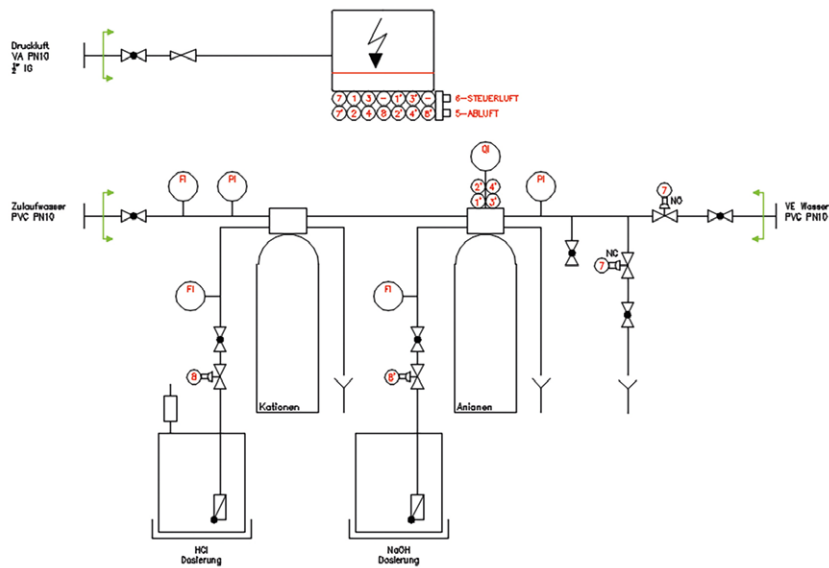 Druckluft
VA PN10
½" IG
7 1 3 – 1' 3' –
6-STEUERLUFT
7' 2 4 8 2' 4' 8'
5-ABLUFT
QI
2' 4'
1' 3'
Zulaufwasser
PVC PN10
FI
PI
PI
7
NO
VE Wasser
PVC PN10
NC
7
FI
FI
8
8'
Kationen
Anianen
HCl
Dosierung
NaOH
Dosierung